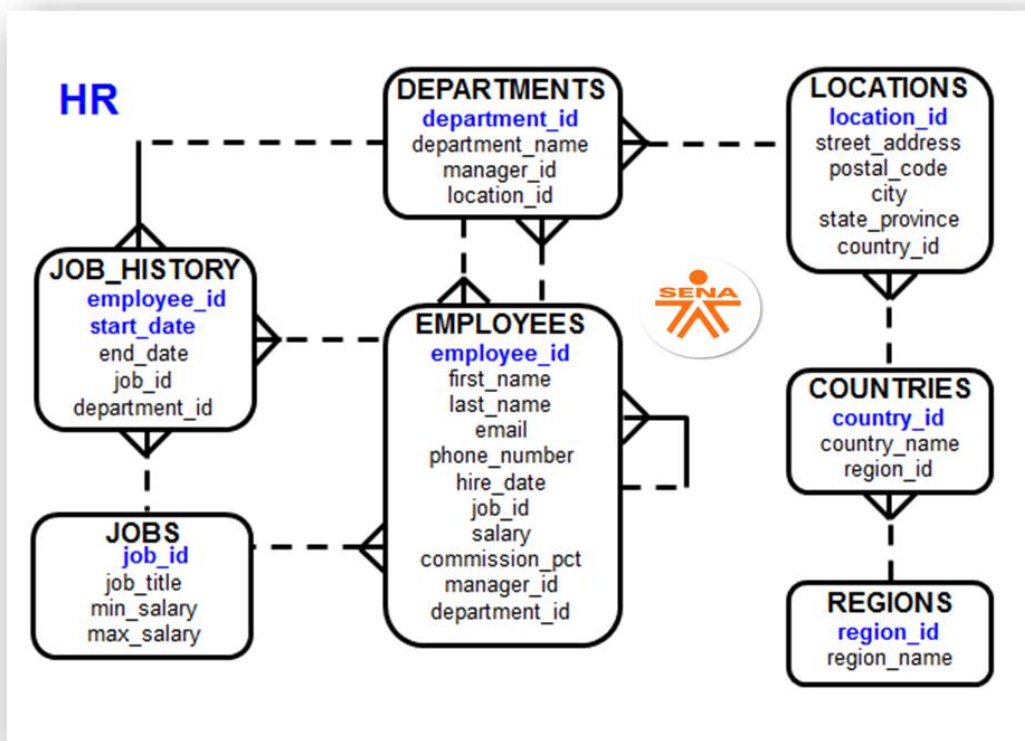 HR
DEPARTMENTS
department_id
department_name
manager_id
location_id
LOCATIONS
location_id
street_address
postal_code
city
state_province
country_id
JOB_HISTORY
employee_id
start_date
end_date
job_id
department_id
SENA
EMPLOYEES
employee_id
first_name
last_name
email
phone_number
hire_date
job_id
salary
commission_pct
manager_id
department_id
COUNTRIES
country_id
country_name
region_id
JOBS
job_id
job_title
min_salary
max_salary
REGIONS
region_id
region_name